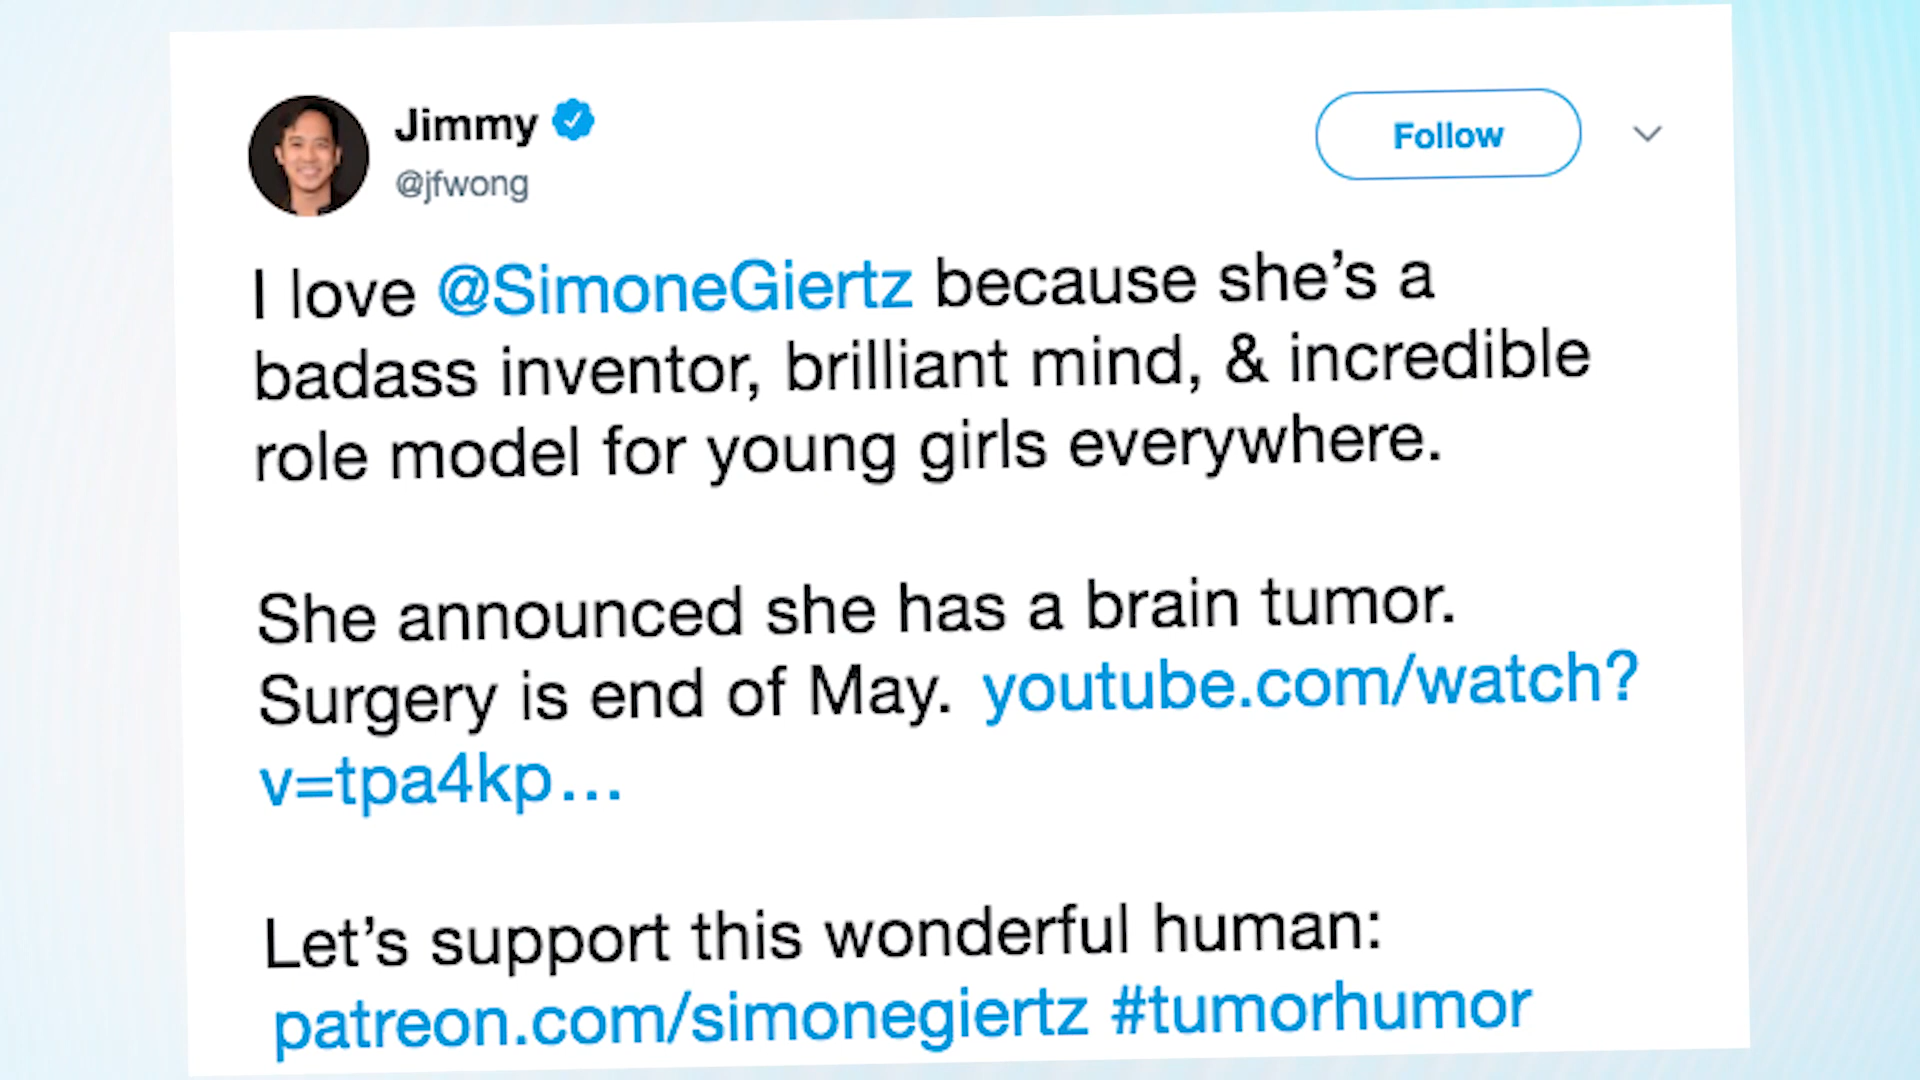 Jimmy
@jfwong
Follow
I love @SimoneGiertz because she's a
badass inventor, brilliant mind, & incredible
role model for young girls everywhere.
She announced she has a brain tumor.
Surgery is end of May. youtube.com/watch?
v=tpa4kp...
Let's support this wonderful human:
patreon.com/simonegiertz #tumorhumor